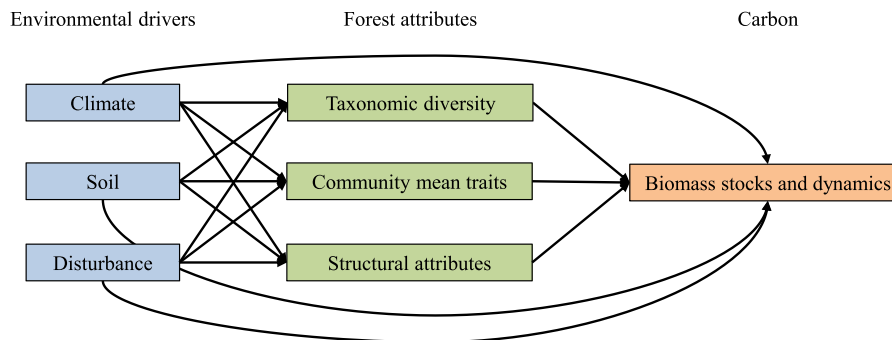 Environmental drivers
Forest attributes
Carbon
Climate
Taxonomic diversity
Soil
Community mean traits
Biomass stocks and dynamics
Disturbance
Structural attributes